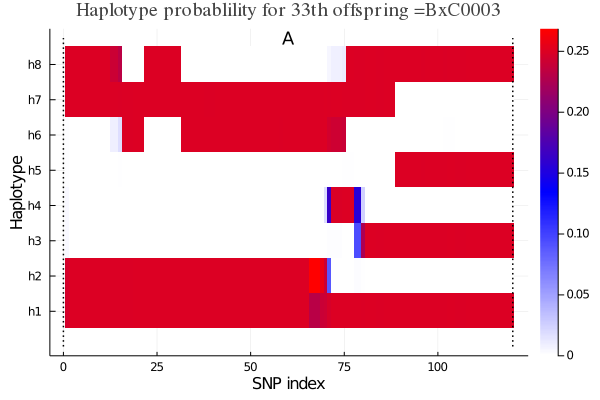 Haplotype probablility for 33th offspring =BxC0003
A
h8
h7
h6
h5
h4
h3
h2
h1
Haplotype
0
25
50
75
100
SNP index
0.25
0.20
0.15
0.10
0.05
0